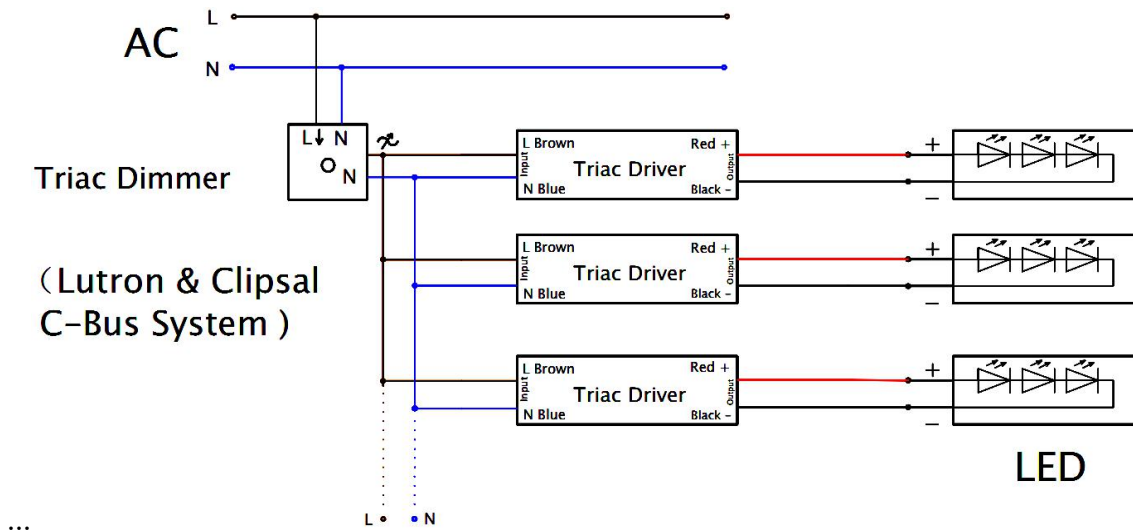 L
AC
N
L N
N
Triac Dimmer
（Lutron & Clipsal
C-Bus System )
L Brown Red +
Input Triac Driver Output
N Blue Black -
+
-
L Brown Red +
Input Triac Driver Output
N Blue Black -
+
-
L Brown Red +
Input Triac Driver Output
N Blue Black -
+
-
LED
L N
...